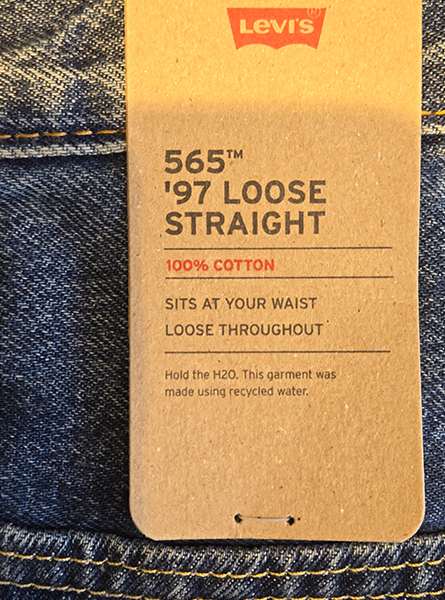 Levi's®
565™
'97 LOOSE
STRAIGHT
100% COTTON
SITS AT YOUR WAIST
LOOSE THROUGHOUT
Hold the H2O. This garment was
made using recycled water.